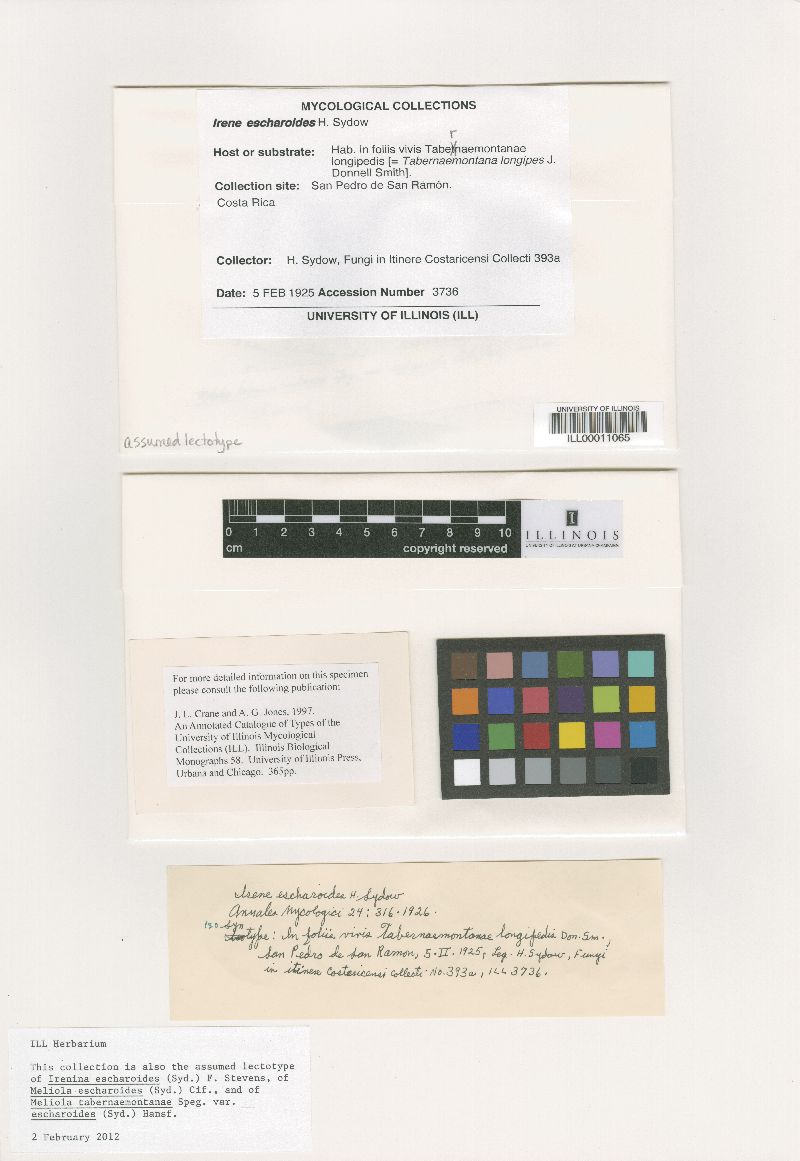 MYCOLOGICAL COLLECTIONS
Irene escharoides H. Sydow
Host or substrate: Hab. in foliis vivis Tabernaemontanae
longipedis [= Tabernaemontana longipes J.
Donnell Smith].
Collection site: San Pedro de San Ramón.
Costa Rica
Collector: H. Sydow, Fungi in Itinere Costaricensi Collecti 393a
Date: 5 FEB 1925 Accession Number 3736
UNIVERSITY OF ILLINOIS (ILL)
assumed lectotype
UNIVERSITY OF ILLINOIS
ILL00011065
0 1 2 3 4 5 6 7 8 9 10
cm copyright reserved
I
ILLINOIS
UNIVERSITY OF ILLINOIS AT URBANA-CHAMPAIGN
For more detailed information on this specimen
please consult the following publication:
J. L. Crane and A. G. Jones, 1997.
An Annotated Catalogue of Types of the
University of Illinois Mycological
Collections (ILL). Illinois Biological
Monographs 58. University of Illinois Press,
Urbana and Chicago. 365pp.
Irene escharoides H. Sydow
Annales Mycologici 24: 316. 1926.
iso syntype: In foliis vivis Tabernaemontanae longipedis Don. Sm.,
San Pedro de San Ramon, 5. II. 1925, Leg. H. Sydow, Fungi
in itinere Costaricensi collecti No. 393a, ILL 3736.
ILL Herbarium
This collection is also the assumed lectotype
of Irenina escharoides (Syd.) F. Stevens, of
Meliola escharoides (Syd.) Cif., and of
Meliola tabernaemontanae Speg. var.
escharoides (Syd.) Hansf.
2 February 2012